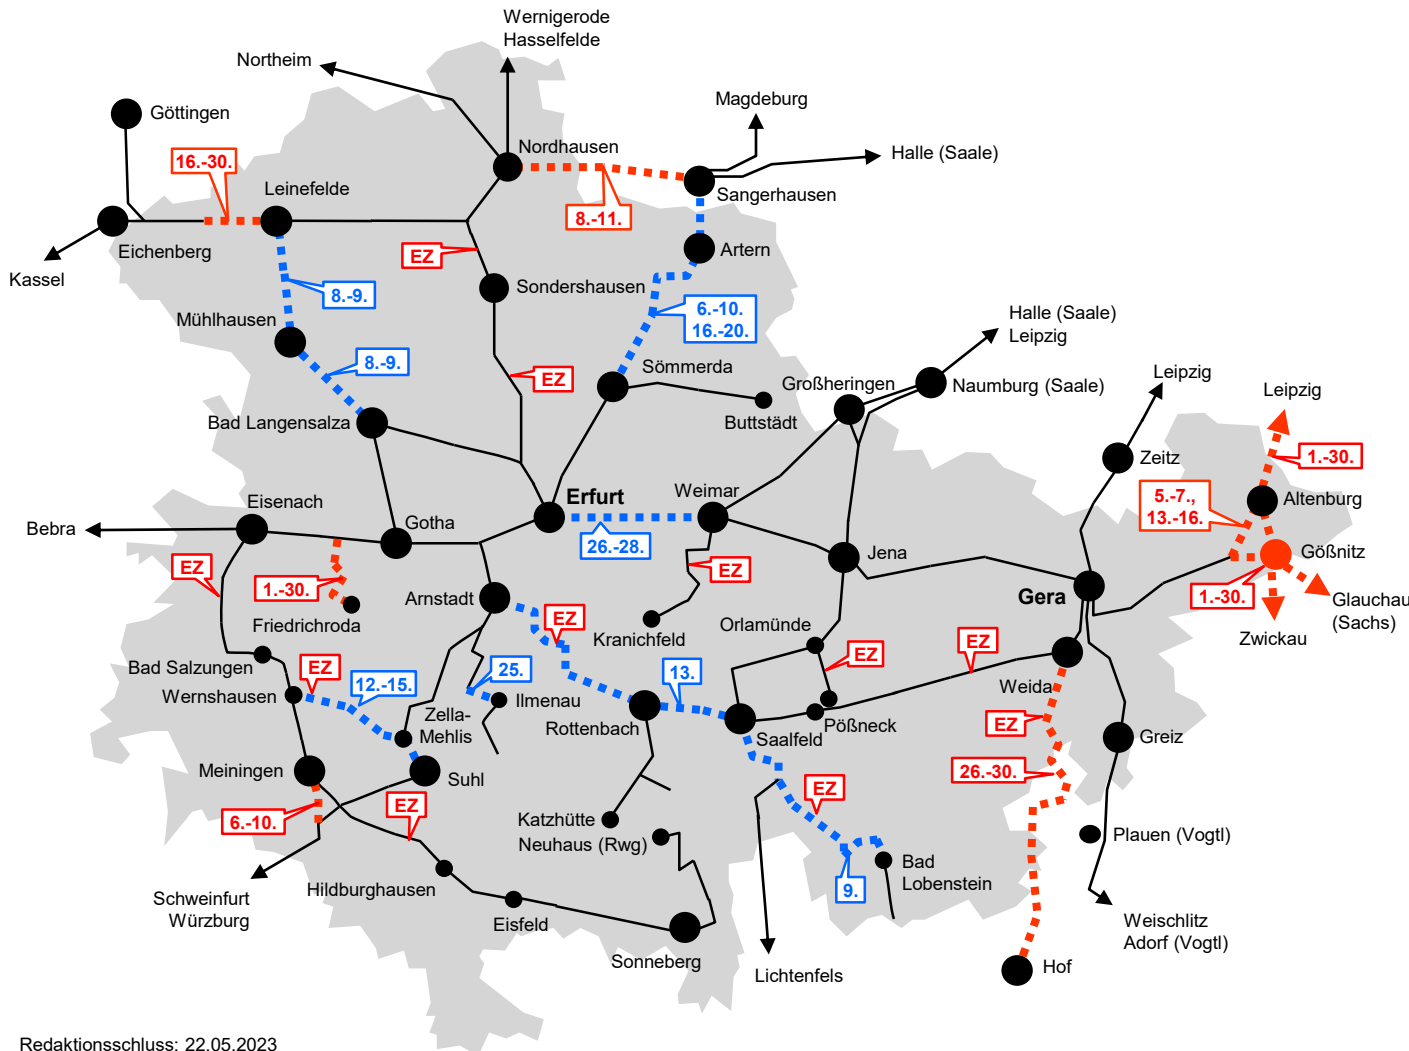 Wernigerode
Hasselfelde
Northeim
Magdeburg
Göttingen
Nordhausen
Halle (Saale)
16.-30.
Leinefelde
Sangerhausen
8.-11.
Eichenberg
EZ
Artern
Kassel
Sondershausen
8.-9.
6.-10.
16.-20.
Mühlhausen
Halle (Saale)
Leipzig
8.-9.
Sömmerda
EZ
Großheringen
Naumburg (Saale)
Leipzig
Leipzig
Bad Langensalza
Buttstädt
1.-30.
Zeitz
Eisenach
Erfurt
Weimar
5.-7.,
13.-16.
Altenburg
Bebra
Gotha
26.-28.
Jena
Gößnitz
EZ
EZ
1.-30.
Arnstadt
Gera
1.-30.
Glauchau
(Sachs)
Friedrichroda
EZ
Kranichfeld
Orlamünde
Zwickau
EZ
EZ
Bad Salzungen
EZ
Wernshausen
12.-15.
25.
13.
Weida
Ilmenau
Zella-
Mehlis
Rottenbach
Pößneck
EZ
Saalfeld
Greiz
Meiningen
Suhl
26.-30.
6.-10.
EZ
EZ
Katzhütte
Neuhaus (Rwg)
Plauen (Vogtl)
Schweinfurt
Würzburg
Hildburghausen
9.
Bad
Lobenstein
Eisfeld
Weischlitz
Adorf (Vogtl)
Sonneberg
Lichtenfels
Hof
Redaktionsschluss: 22.05.2023